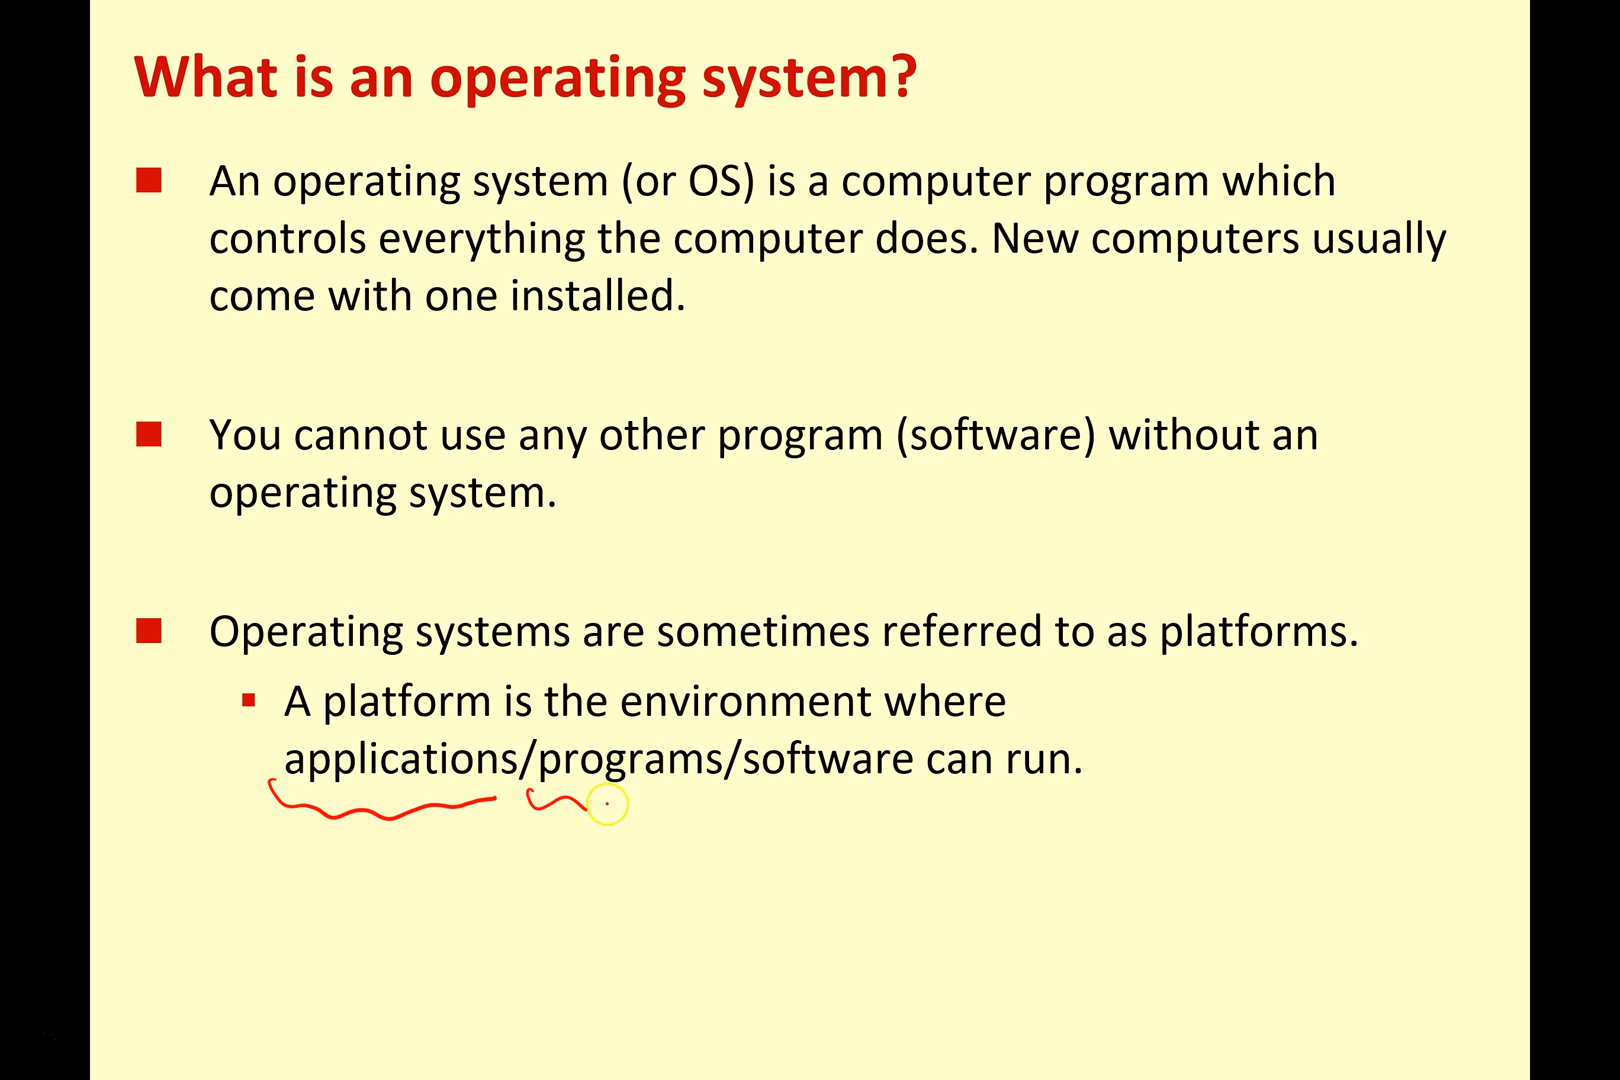 What is an operating system?
An operating system (or OS) is a computer program which
controls everything the computer does. New computers usually
come with one installed.
You cannot use any other program (software) without an
operating system.
Operating systems are sometimes referred to as platforms.
A platform is the environment where
applications/programs/software can run.